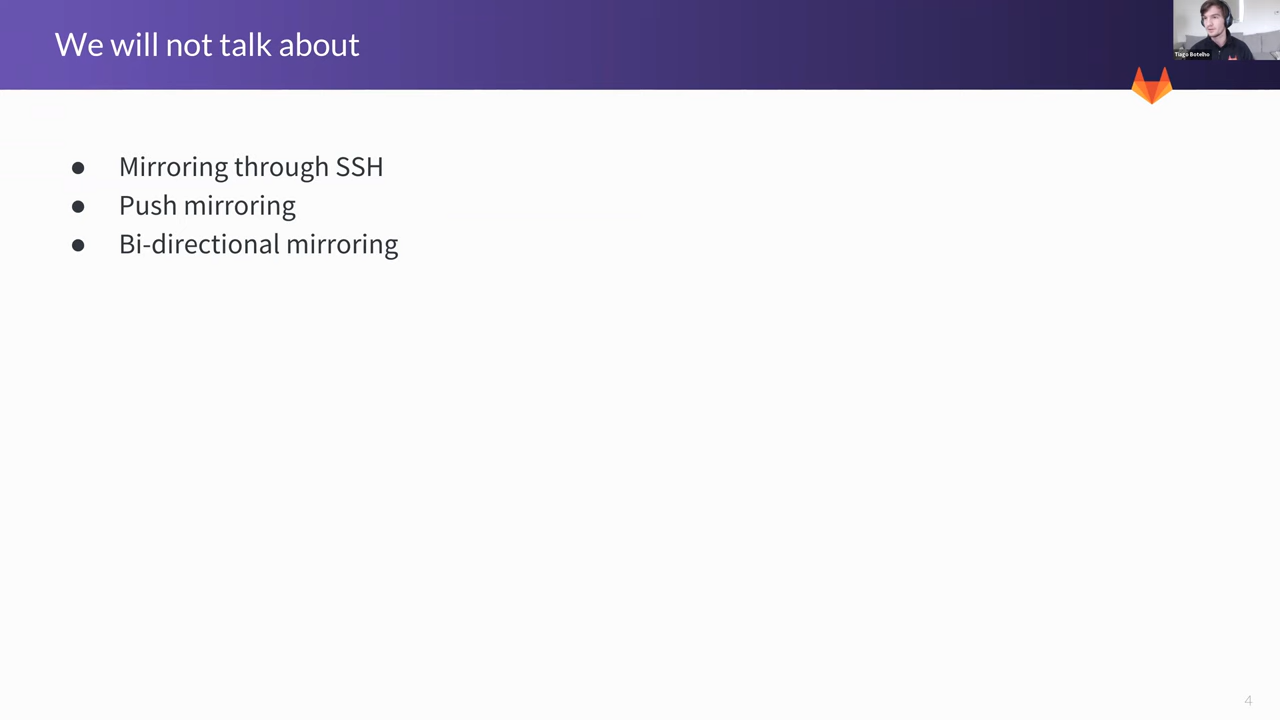 We will not talk about
Tiago Botelho
● Mirroring through SSH
● Push mirroring
● Bi-directional mirroring
4